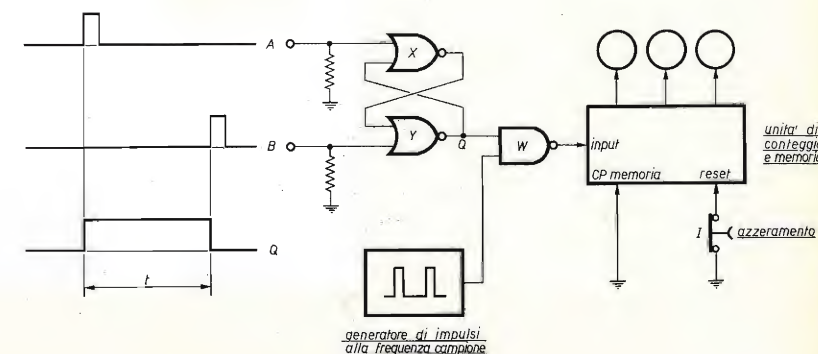 A
B
Q
t
X
Y
Q
W
input
CP memoria
reset
unita' di
conteggio
e memoria
I
azzeramento
generatore di impulsi
alla frequenza campione